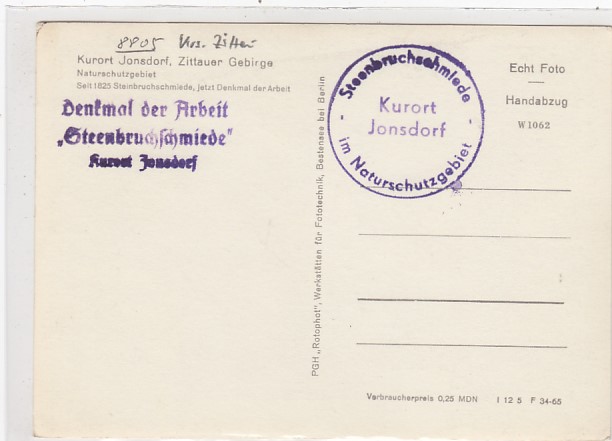 8805 Krs. Zittau
Kurort Jonsdorf, Zittauer Gebirge
Naturschutzgebiet
Seit 1825 Steinbruchschmiede, jetzt Denkmal der Arbeit
Denkmal der Arbeit
„Steenbruchschmiede"
Kurort Jonsdorf
- Steenbruchschmiede -
Kurort
Jonsdorf
im Naturschutzgebiet
Echt Foto
—
Handabzug
W1062
PGH „Rotophot", Werkstätten für Fototechnik, Bestensee bei Berlin
Verbraucherpreis 0,25 MDN I 12 5 F 34-65